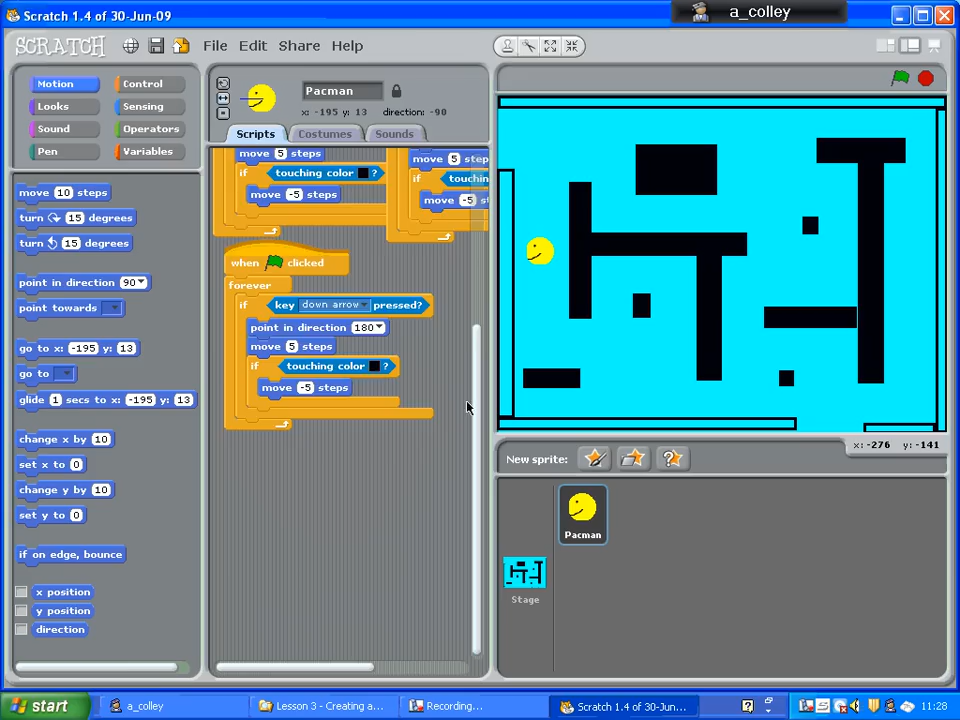 Scratch 1.4 of 30-Jun-09
a_colley
SCRATCH
File Edit Share Help
Motion Control
Looks Sensing
Sound Operators
Pen Variables
Pacman
x: -195 y: 13 direction: -90
Scripts Costumes Sounds
move 10 steps
turn 15 degrees
turn 15 degrees
point in direction 90
point towards
go to x: -195 y: 13
go to
glide 1 secs to x: -195 y: 13
change x by 10
set x to 0
change y by 10
set y to 0
if on edge, bounce
x position
y position
direction
move 5 steps
if touching color ?
move -5 steps
move 5 step
if touchin
move -5 st
when clicked
forever
if key down arrow pressed?
point in direction 180
move 5 steps
if touching color ?
move -5 steps
x: -276 y: -141
New sprite:
Pacman
Stage
start
a_colley
Lesson 3 - Creating a...
Recording...
Scratch 1.4 of 30-Jun...
11:28